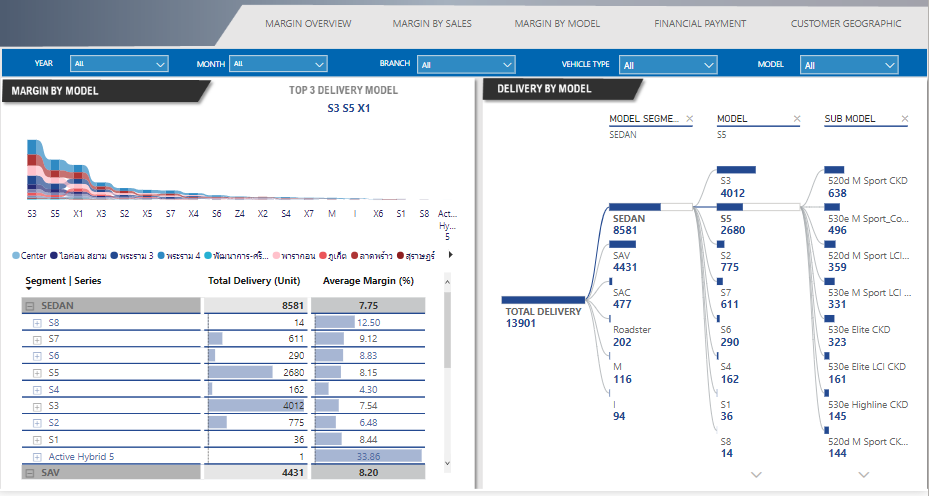 MARGIN OVERVIEW MARGIN BY SALES MARGIN BY MODEL FINANCIAL PAYMENT CUSTOMER GEOGRAPHIC
YEAR All MONTH All BRANCH All VEHICLE TYPE All MODEL All
MARGIN BY MODEL
TOP 3 DELIVERY MODEL
S3 S5 X1
S3 S5 X1 X3 S2 X5 S7 X4 S6 Z4 X2 S4 X7 M I X6 S1 S8 Act...
Hy...
5
Center ไอคอน สยาม พระราม 3 พระราม 4 พัฒนาการ-ศรี... พารากอน ภูเก็ต ลาดพร้าว สุราษฎร์
Segment | Series Total Delivery (Unit) Average Margin (%)
SEDAN 8581 7.75
S8 14 12.50
S7 611 9.12
S6 290 8.83
S5 2680 8.15
S4 162 4.30
S3 4012 7.54
S2 775 6.48
S1 36 8.44
Active Hybrid 5 1 33.86
SAV 4431 8.20
DELIVERY BY MODEL
MODEL SEGME... MODEL SUB MODEL
SEDAN S5
TOTAL DELIVERY
13901
SEDAN
8581
SAV
4431
SAC
477
Roadster
202
M
116
I
94
S3
4012
S5
2680
S2
775
S7
611
S6
290
S4
162
S1
36
S8
14
520d M Sport CKD
638
530e M Sport_Co...
496
520d M Sport LCI...
359
530e M Sport LCI ...
331
530e Elite CKD
323
530e Elite LCI CKD
161
530e Highline CKD
145
520d M Sport CK...
144